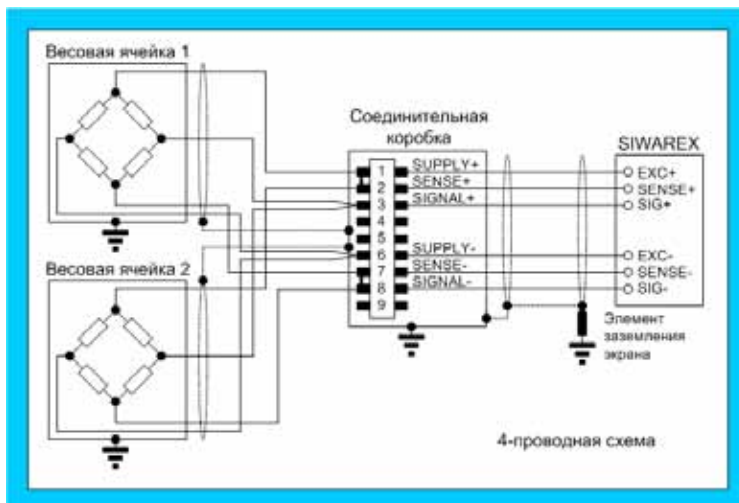 Весовая ячейка 1
Соединительная
коробка
SIWAREX
1 SUPPLY+ EXC+
2 SENSE+ SENSE+
3 SIGNAL+ SIG+
4
5
6 SUPPLY- EXC-
7 SENSE- SENSE-
8 SIGNAL- SIG-
9
Весовая ячейка 2
Элемент
заземления
экрана
4-проводная схема